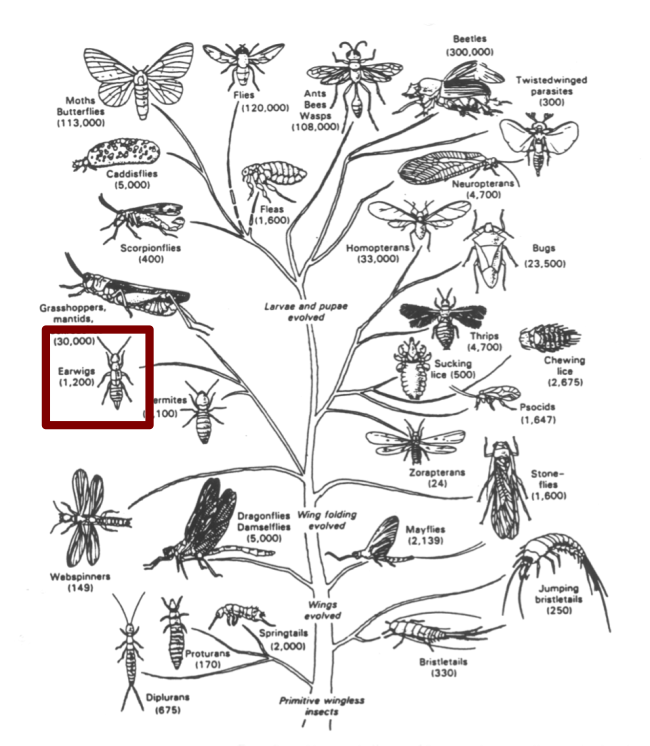 Beetles
(300,000)
Moths
Butterflies
(113,000)
Flies
(120,000)
Ants
Bees
Wasps
(108,000)
Twistedwinged
parasites
(300)
Caddisflies
(5,000)
Fleas
(1,600)
Neuropterans
(4,700)
Scorpionflies
(400)
Homopterans
(33,000)
Bugs
(23,500)
Grasshoppers,
mantids,
(30,000)
Larvae and pupae
evolved
Thrips
(4,700)
Earwigs
(1,200)
Sucking
lice (500)
Chewing
lice
(2,675)
ermites
,100)
Psocids
(1,647)
Zorapterans
(24)
Stone-
flies
(1,600)
Dragonflies
Damselflies
(5,000)
Wing folding
evolved
Mayflies
(2,139)
Webspinners
(149)
Jumping
bristletails
(250)
Wings
evolved
Springtails
(2,000)
Proturans
(170)
Bristletails
(330)
Diplurans
(675)
Primitive wingless
insects